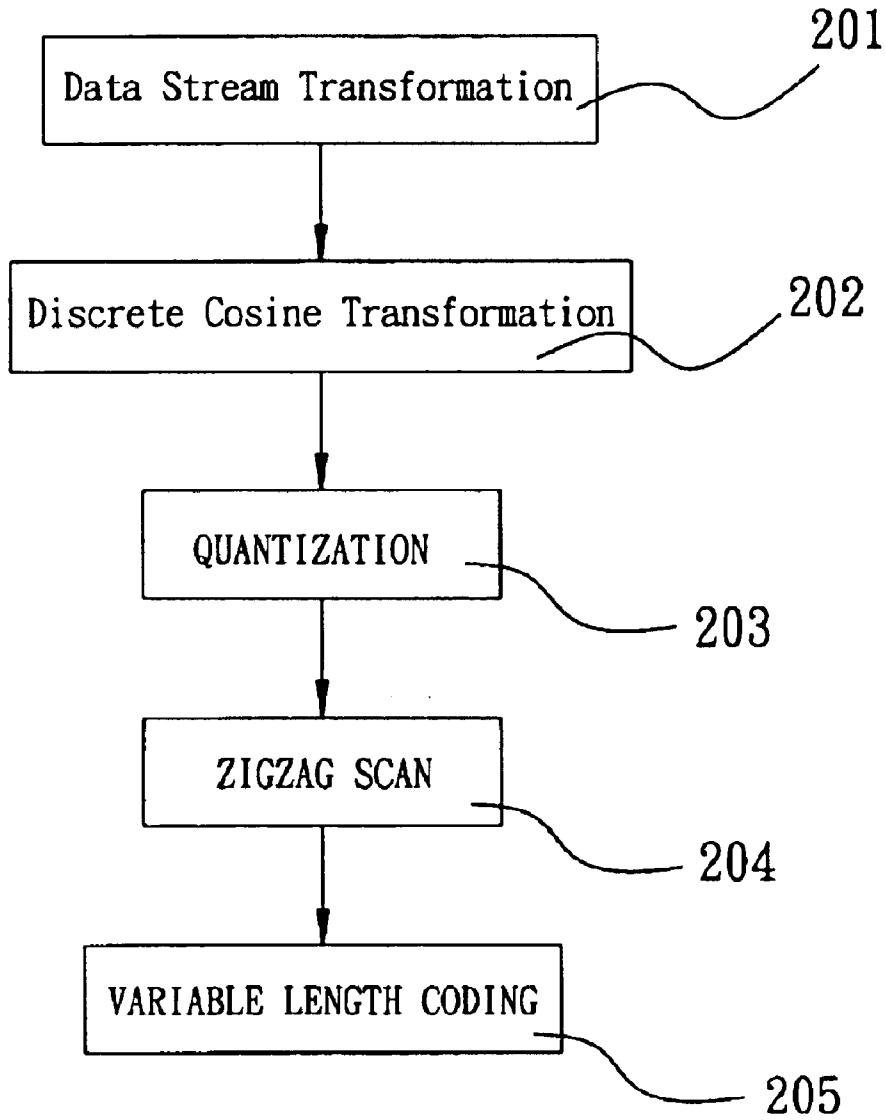 201
Data Stream Transformation
202
Discrete Cosine Transformation
QUANTIZATION
203
ZIGZAG SCAN
204
VARIABLE LENGTH CODING
205